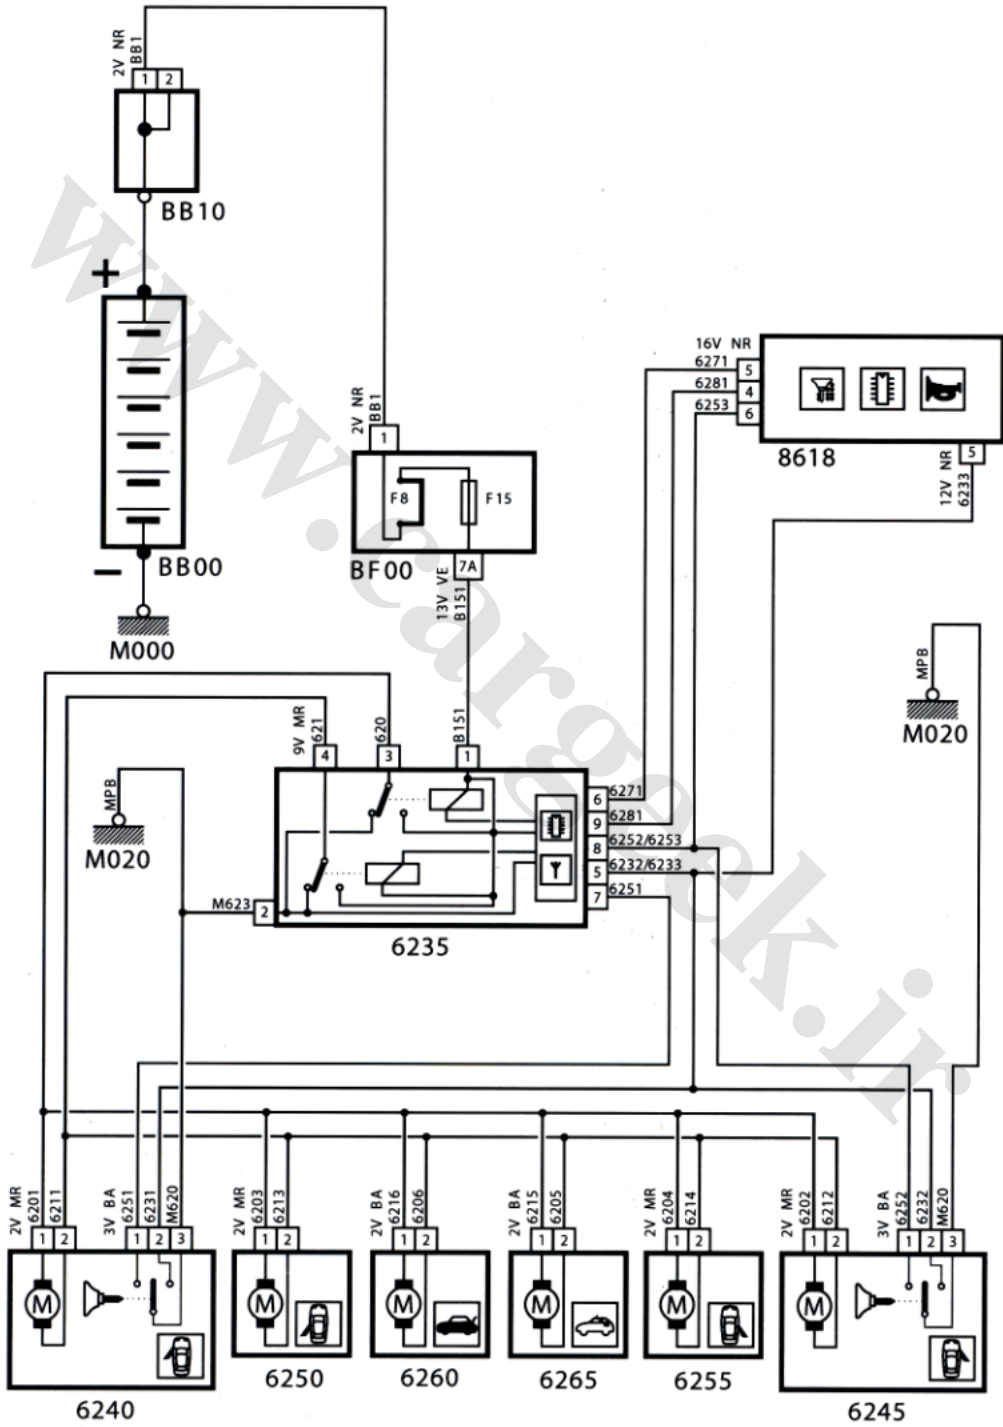 2V NR
BB1
1 2
BB10
+
BB00
−
M000
2V NR
BB1
1
F8
F15
BF00
7A
13V VE
B151
16V NR
6271
5
6281
4
6253
6
8618
5
12V NR
6233
MPB
M020
MPB
M020
9V MR
621
4
620
3
B151
1
6 6271
9 6281
8 6252/6253
5 6232/6233
7 6251
M623
2
6235
2V MR
6201
6211
1 2
M
3V BA
6251
6231
M620
1 2 3
6240
2V MR
6203
6213
1 2
M
6250
2V BA
6216
6206
1 2
M
6260
2V BA
6215
6205
1 2
M
6265
2V MR
6204
6214
1 2
M
6255
2V MR
6202
6212
1 2
M
3V BA
6252
6232
M620
1 2 3
6245
www.cargeek.ir